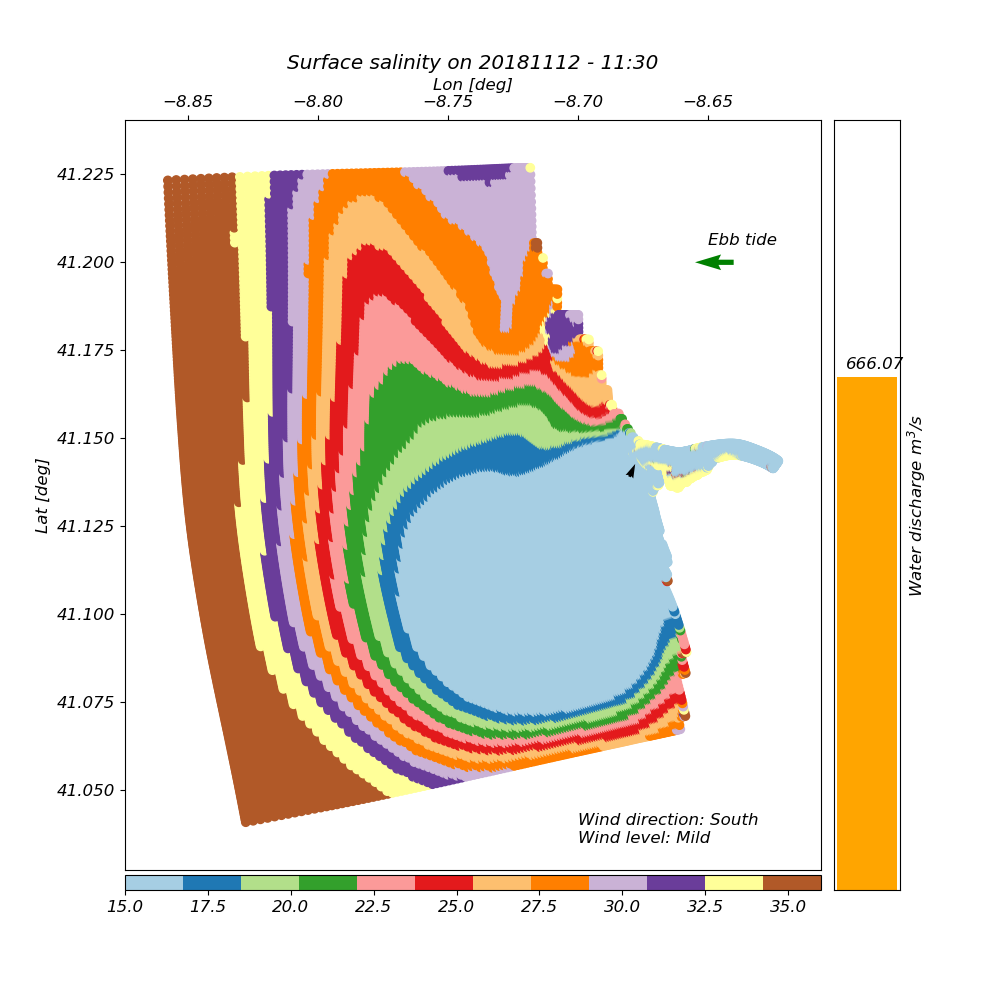 Surface salinity on 20181112 - 11:30
Lon [deg]
−8.85 −8.80 −8.75 −8.70 −8.65
41.225
41.200
41.175
41.150
41.125
41.100
41.075
41.050
Lat [deg]
Ebb tide
666.07
Water discharge m³/s
Wind direction: South
Wind level: Mild
15.0 17.5 20.0 22.5 25.0 27.5 30.0 32.5 35.0